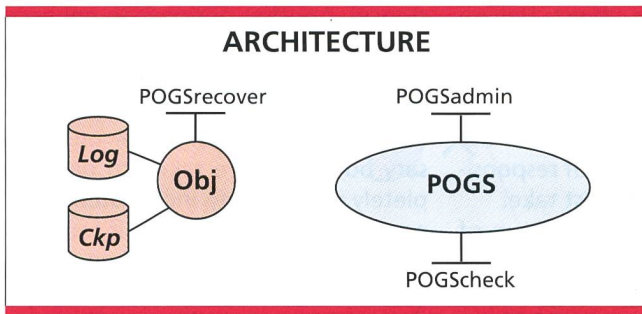 ARCHITECTURE
POGSrecover
Log
Obj
Ckp
POGSadmin
POGS
POGScheck